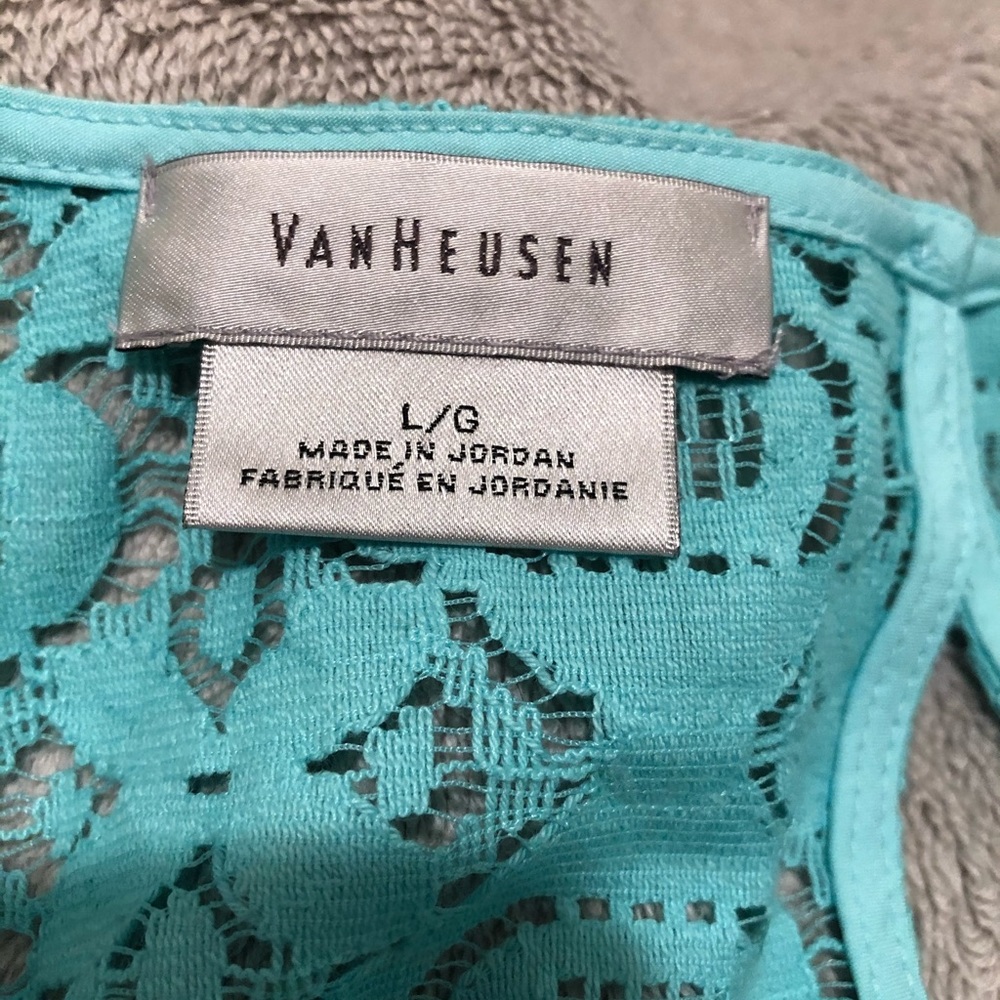 VANHEUSEN
L/G
MADE IN JORDAN
FABRIQUÉ EN JORDANIE